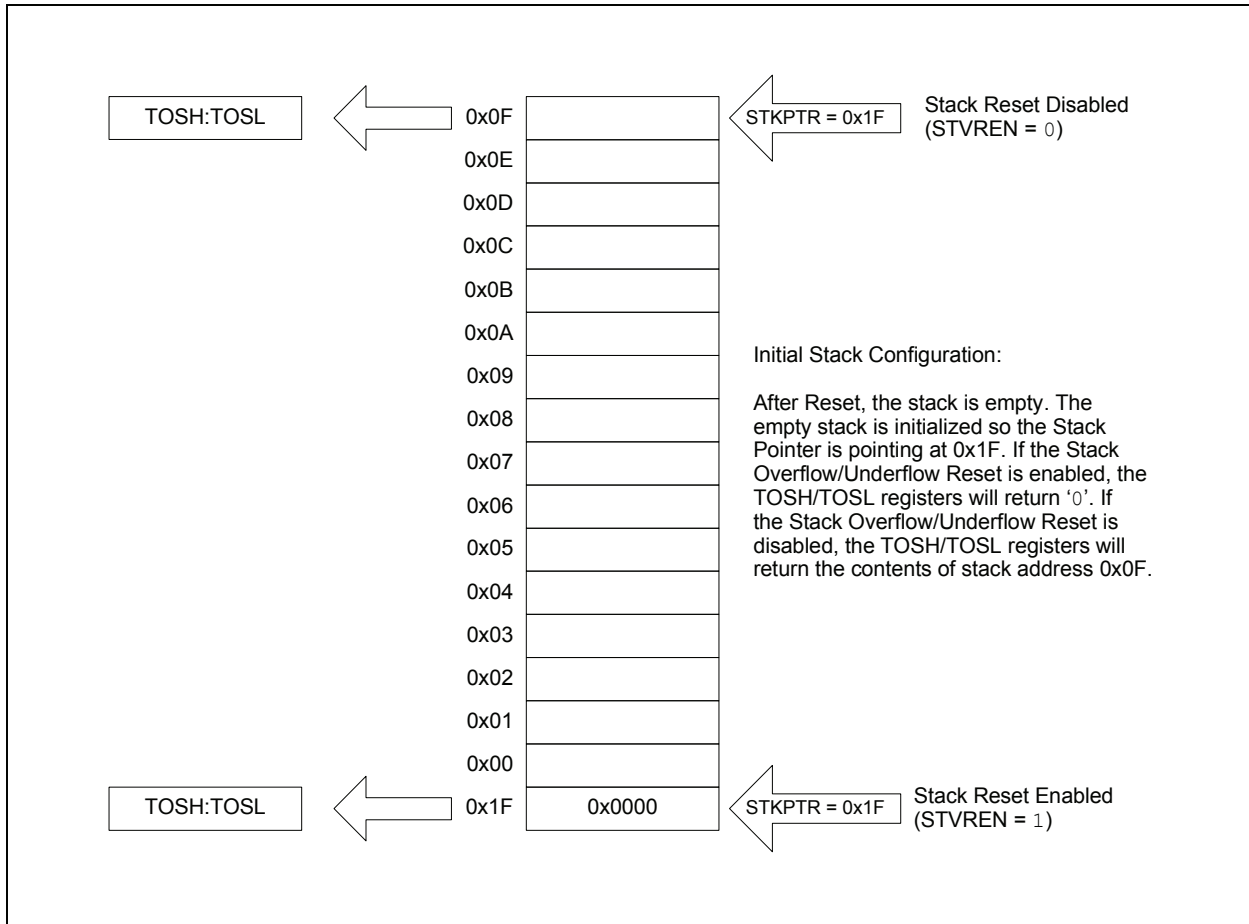 TOSH:TOSL
0x0F
STKPTR = 0x1F
Stack Reset Disabled
(STVREN = 0)
0x0E
0x0D
0x0C
0x0B
0x0A
0x09
0x08
0x07
0x06
0x05
0x04
0x03
0x02
0x01
0x00
Initial Stack Configuration:
After Reset, the stack is empty. The
empty stack is initialized so the Stack
Pointer is pointing at 0x1F. If the Stack
Overflow/Underflow Reset is enabled, the
TOSH/TOSL registers will return ‘0’. If
the Stack Overflow/Underflow Reset is
disabled, the TOSH/TOSL registers will
return the contents of stack address 0x0F.
TOSH:TOSL
0x1F
0x0000
STKPTR = 0x1F
Stack Reset Enabled
(STVREN = 1)